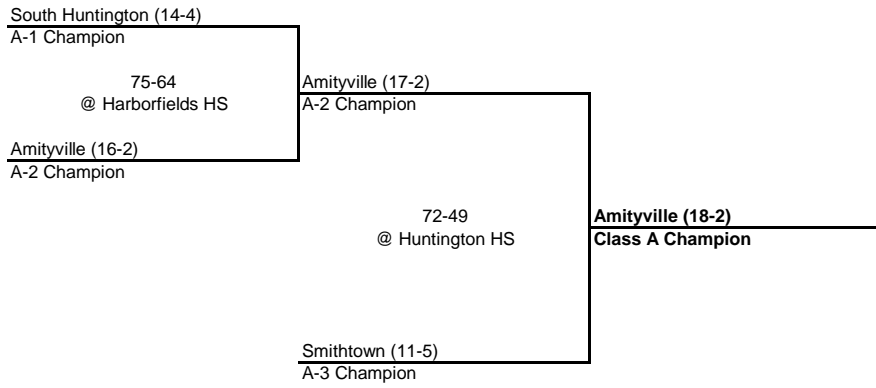 South Huntington (14-4)
A-1 Champion
75-64
@ Harborfields HS
Amityville (17-2)
A-2 Champion
Amityville (16-2)
A-2 Champion
72-49
@ Huntington HS
Amityville (18-2)
Class A Champion
Smithtown (11-5)
A-3 Champion